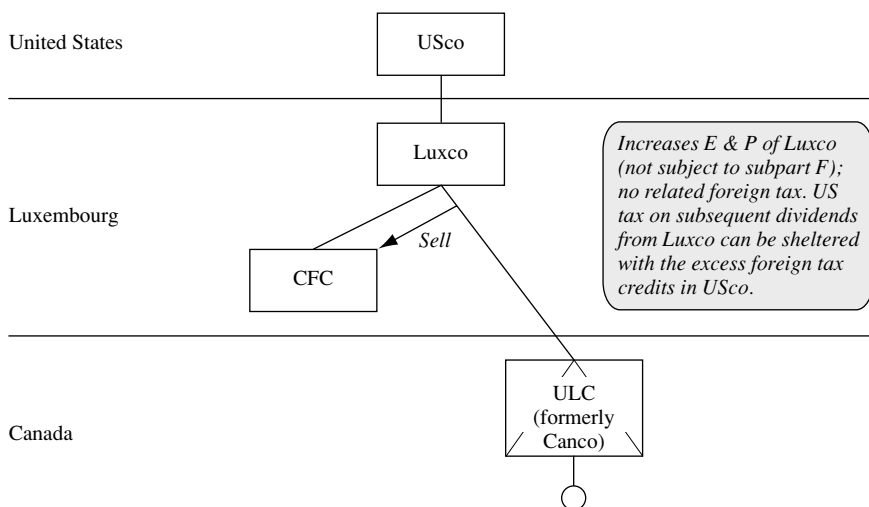 United States
USco
Luxembourg
Luxco
Increases E & P of Luxco
(not subject to subpart F);
no related foreign tax. US
tax on subsequent dividends
from Luxco can be sheltered
with the excess foreign tax
credits in USco.
Sell
CFC
Canada
ULC
(formerly
Canco)